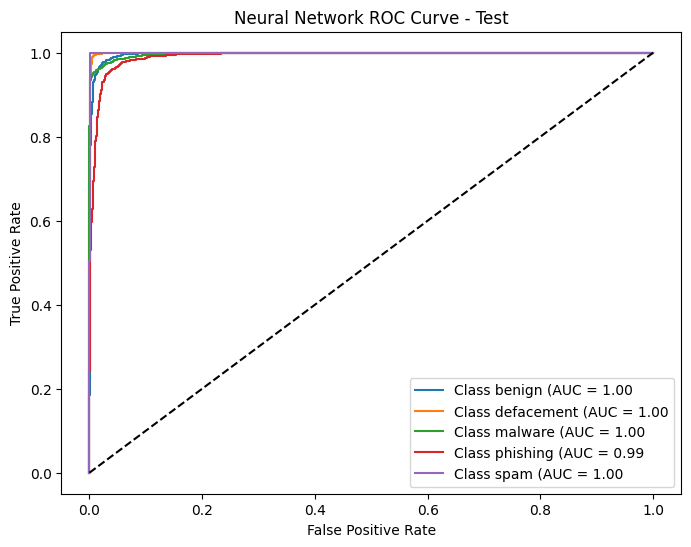 Neural Network ROC Curve - Test
True Positive Rate
1.0
0.8
0.6
0.4
0.2
0.0
Class benign (AUC = 1.00
Class defacement (AUC = 1.00
Class malware (AUC = 1.00
Class phishing (AUC = 0.99
Class spam (AUC = 1.00
0.0 0.2 0.4 0.6 0.8 1.0
False Positive Rate